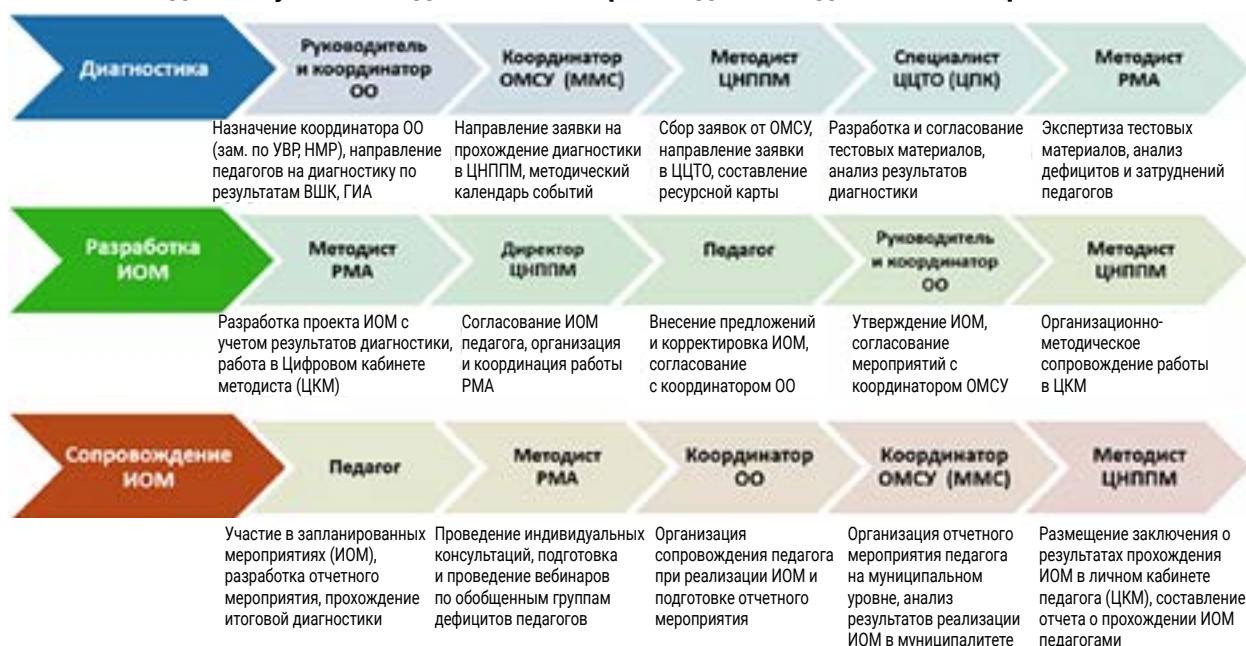 Диагностика
Руководитель
и координатор
ОО
Координатор
ОМСУ (ММС)
Методист
ЦНППМ
Специалист
ЦЦТО (ЦПК)
Методист
РМА
Назначение координатора ОО
(зам. по УВР, НМР), направление
педагогов на диагностику по
результатам ВШК, ГИА
Направление заявки на
прохождение диагностики
в ЦНППМ, методический
календарь событий
Сбор заявок от ОМСУ,
направление заявки
в ЦЦТО, составление
ресурсной карты
Разработка и согласование
тестовых материалов,
анализ результатов
диагностики
Экспертиза тестовых
материалов, анализ
дефицитов и затруднений
педагогов
Разработка
ИОМ
Методист
РМА
Директор
ЦНППМ
Педагог
Руководитель
и координатор
ОО
Методист
ЦНППМ
Разработка проекта ИОМ с
учетом результатов диагностики,
работа в Цифровом кабинете
методиста (ЦКМ)
Согласование ИОМ
педагога, организация
и координация работы
РМА
Внесение предложений
и корректировка ИОМ,
согласование
с координатором ОО
Утверждение ИОМ,
согласование
мероприятий с
координатором ОМСУ
Организационно-
методическое
сопровождение работы
в ЦКМ
Сопровождение
ИОМ
Педагог
Методист
РМА
Координатор
ОО
Координатор
ОМСУ (ММС)
Методист
ЦНППМ
Участие в запланированных
мероприятиях (ИОМ),
разработка отчетного
мероприятия, прохождение
итоговой диагностики
Проведение индивидуальных
консультаций, подготовка
и проведение вебинаров
по обобщенным группам
дефицитов педагогов
Организация
сопровождения педагога
при реализации ИОМ и
подготовке отчетного
мероприятия
Организация отчетного
мероприятия педагога
на муниципальном
уровне, анализ
результатов реализации
ИОМ в муниципалитете
Размещение заключения о
результатах прохождения
ИОМ в личном кабинете
педагога (ЦКМ), составление
отчета о прохождении ИОМ
педагогами